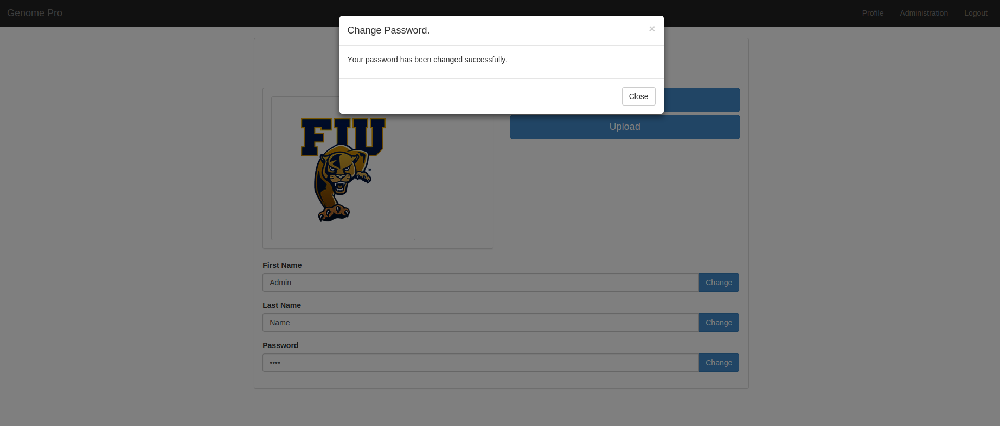 Genome Pro
Profile
Administration
Logout
Change Password.
×
Your password has been changed successfully.
Close
Upload
FIU
™
First Name
Admin
Change
Last Name
Name
Change
Password
••••
Change